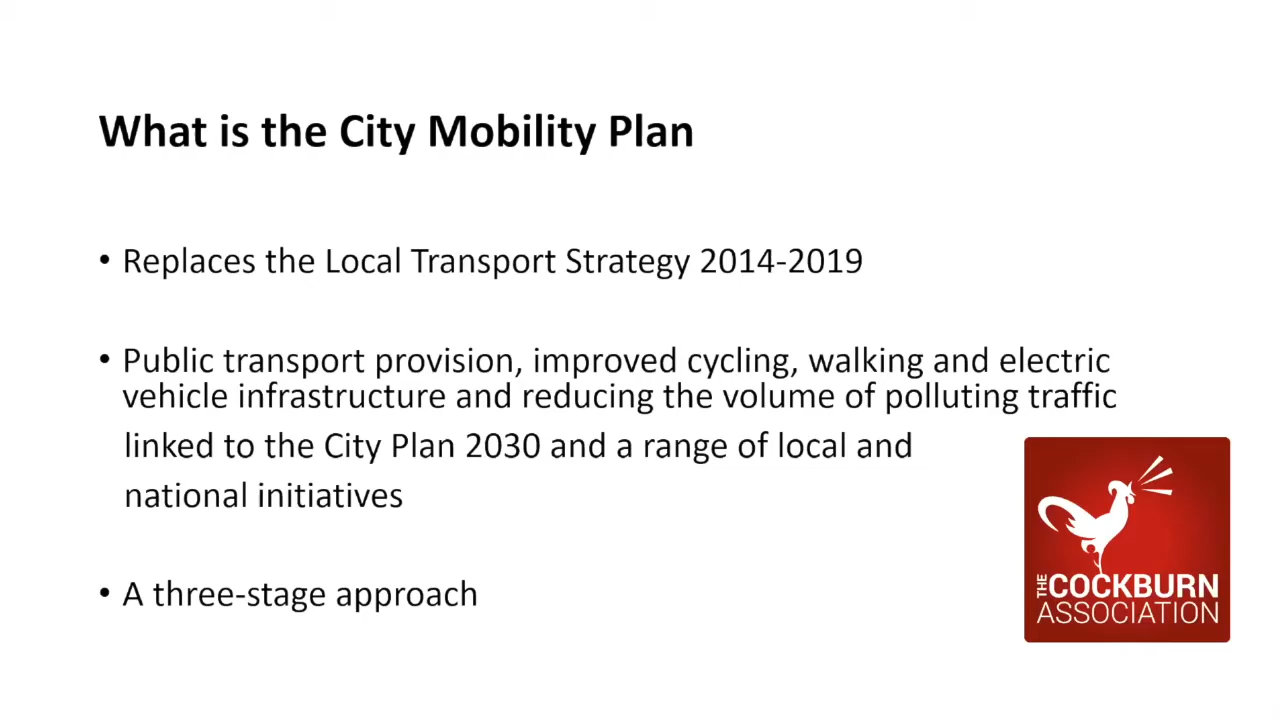 What is the City Mobility Plan
• Replaces the Local Transport Strategy 2014-2019
• Public transport provision, improved cycling, walking and electric
vehicle infrastructure and reducing the volume of polluting traffic
linked to the City Plan 2030 and a range of local and
national initiatives
• A three-stage approach
THE COCKBURN
ASSOCIATION